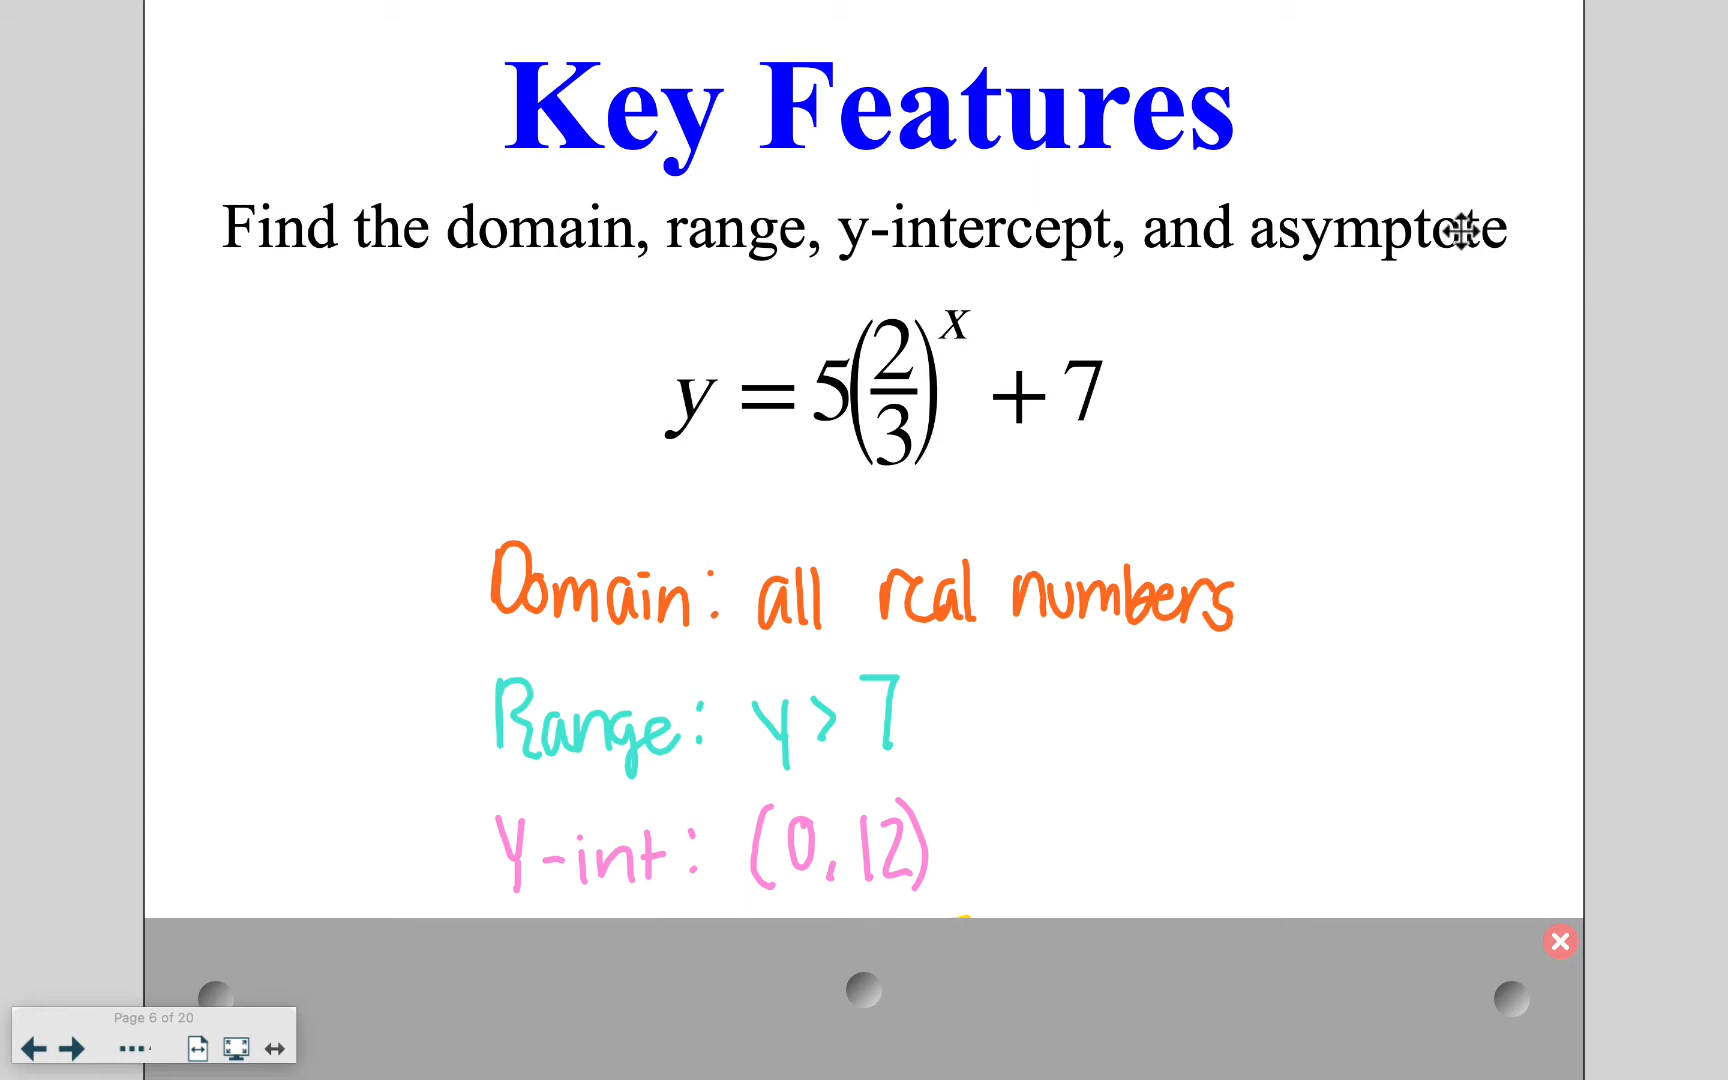 Key Features
Find the domain, range, y-intercept, and asymptote
y = 5(2/3)^x + 7
Domain: all real numbers
Range: y > 7
Y-int: (0, 12)
Page 6 of 20